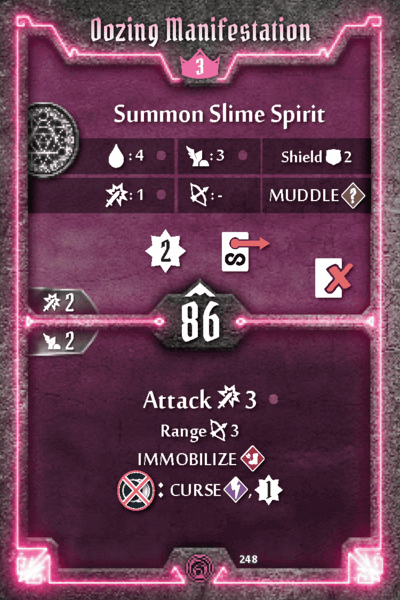 Oozing Manifestation
3
Summon Slime Spirit
:4 :3 Shield 2
:1 :- MUDDLE ?
2 S
2
86
2
Attack 3
Range 3
IMMOBILIZE
: CURSE , 1
248